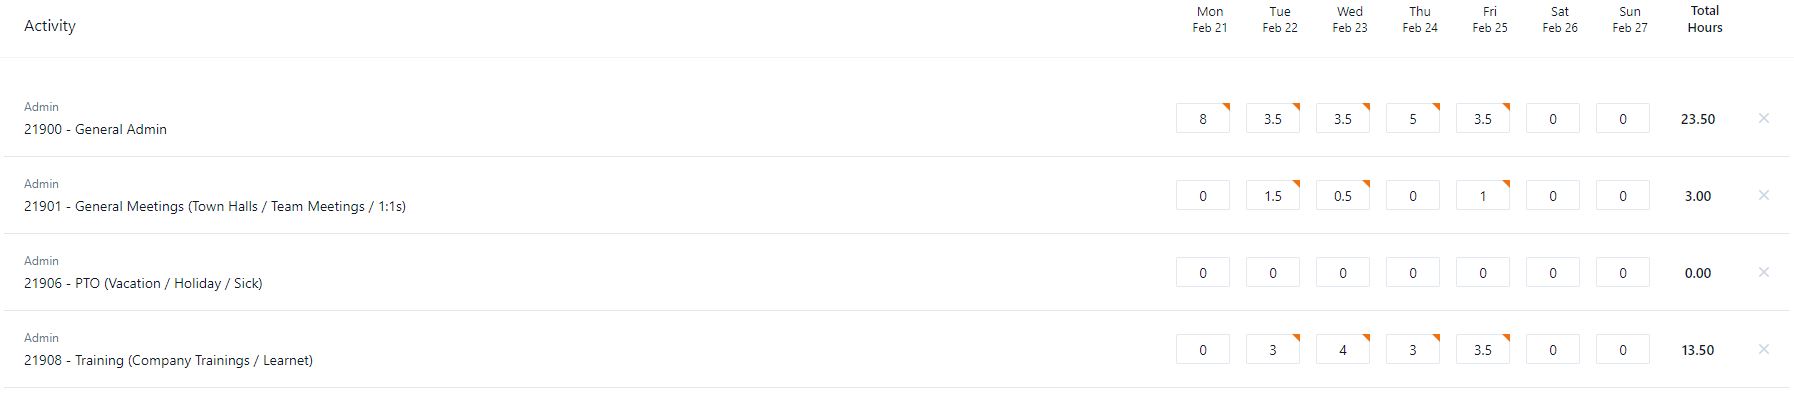 Activity Mon Tue Wed Thu Fri Sat Sun Total
Feb 21 Feb 22 Feb 23 Feb 24 Feb 25 Feb 26 Feb 27 Hours
Admin
21900 - General Admin 8 3.5 3.5 5 3.5 0 0 23.50
Admin
21901 - General Meetings (Town Halls / Team Meetings / 1:1s) 0 1.5 0.5 0 1 0 0 3.00
Admin
21906 - PTO (Vacation / Holiday / Sick) 0 0 0 0 0 0 0 0.00
Admin
21908 - Training (Company Trainings / Learnet) 0 3 4 3 3.5 0 0 13.50